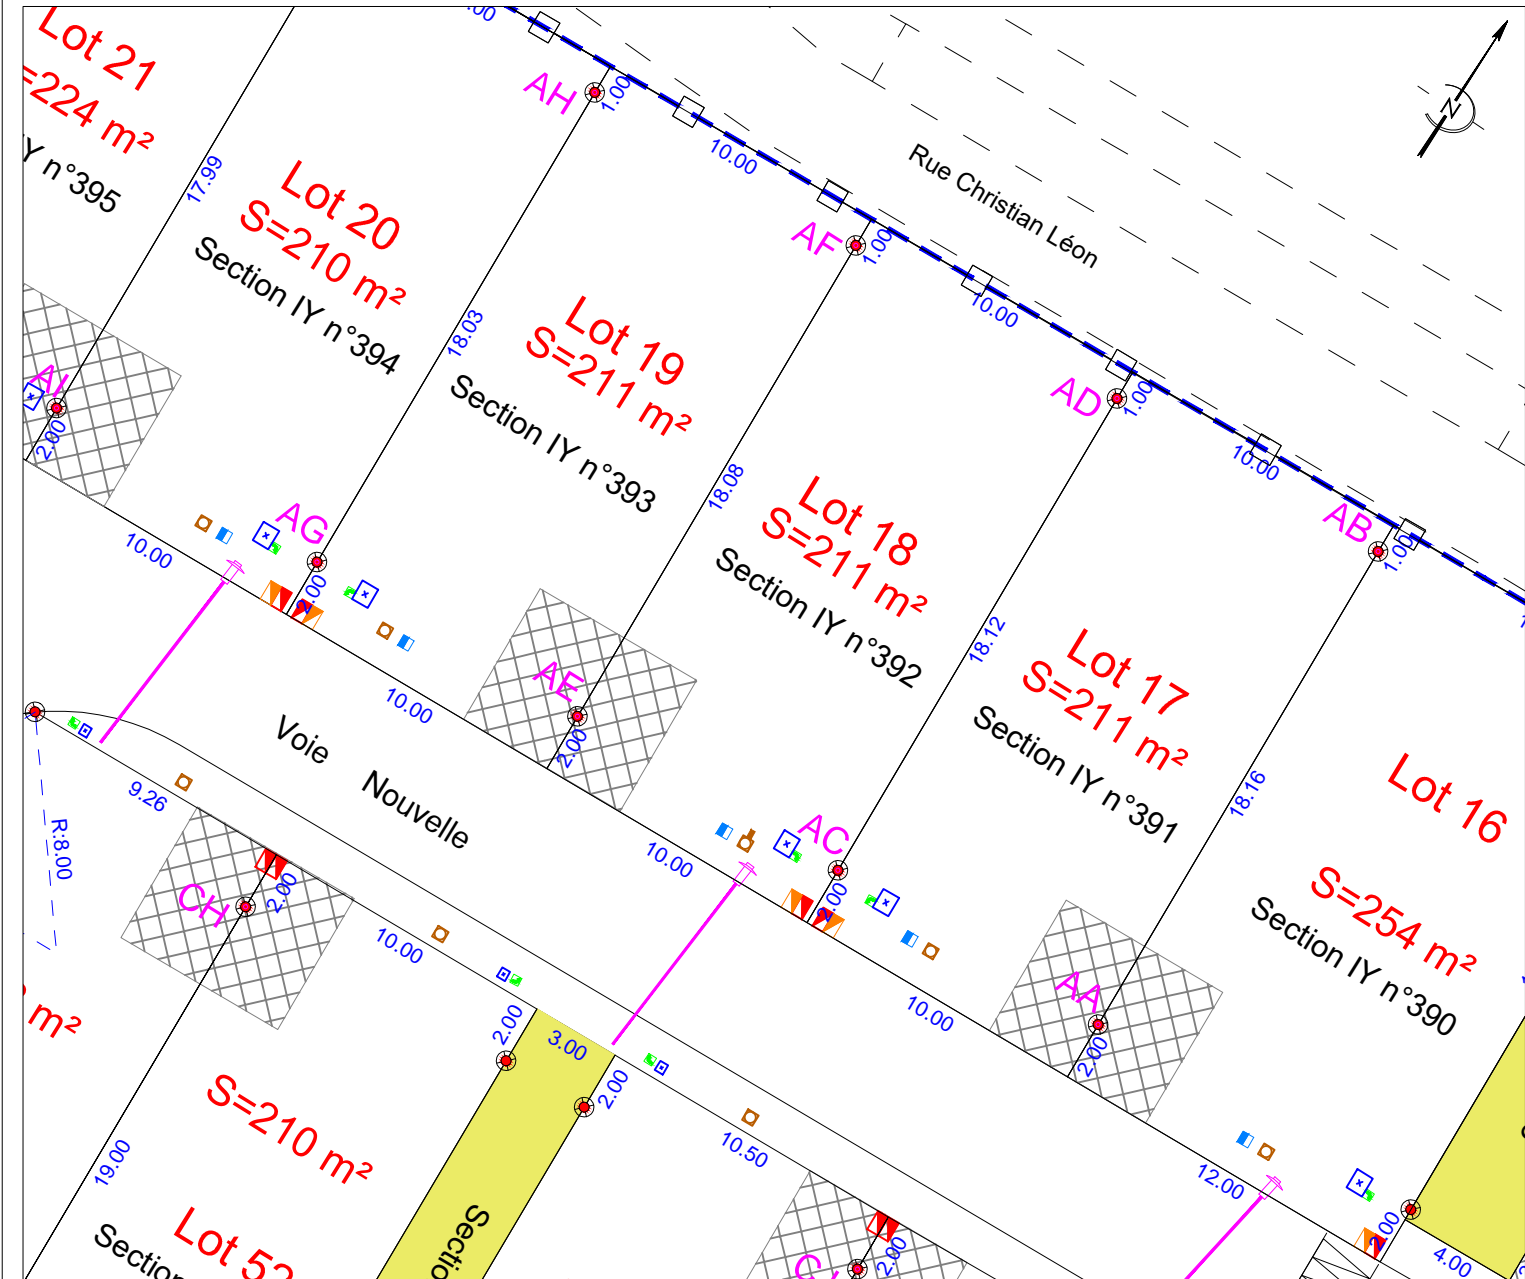 Lot 21
=224 m²
Y n°395
17.99
Lot 20
S=210 m²
Section IY n°394
AH
1.00
10.00
18.03
Lot 19
S=211 m²
Section IY n°393
AF
1.00
10.00
Rue Christian Léon
N
18.08
Lot 18
S=211 m²
Section IY n°392
AD
1.00
10.00
18.12
Lot 17
S=211 m²
Section IY n°391
AB
1.00
18.16
Lot 16
S=254 m²
Section IY n°390
AI
2.00
10.00
AG
2.00
10.00
AE
2.00
10.00
AC
2.00
10.00
AA
2.00
12.00
2.00
4.00
Voie Nouvelle
R:8.00
9.26
CH
2.00
10.00
2.00
3.00
2.00
10.50
2.00
m²
S=210 m²
19.00
Lot 52
Section
Sectio